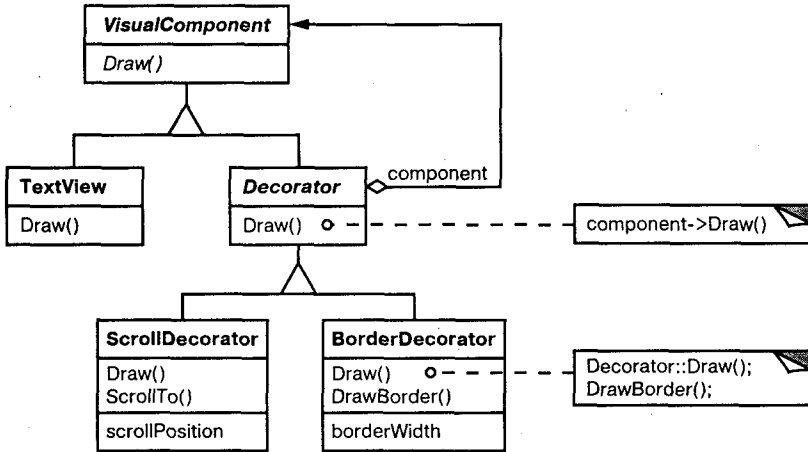 VisualComponent
Draw()
component
TextView
Draw()
Decorator
Draw()
component->Draw()
ScrollDecorator
Draw()
ScrollTo()
scrollPosition
BorderDecorator
Draw()
DrawBorder()
borderWidth
Decorator::Draw();
DrawBorder();